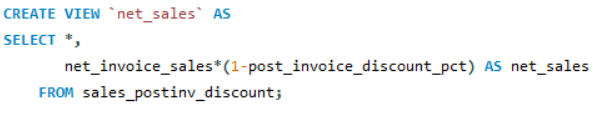 CREATE VIEW `net_sales` AS
SELECT *,
net_invoice_sales*(1-post_invoice_discount_pct) AS net_sales
FROM sales_postinv_discount;